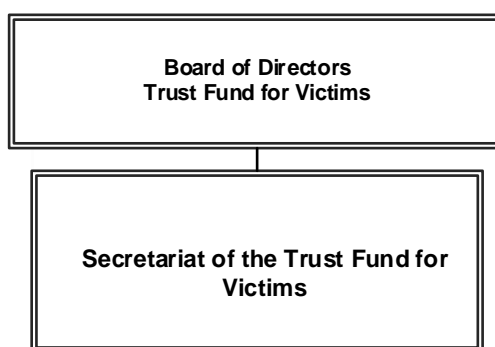 Board of Directors
Trust Fund for Victims
Secretariat of the Trust Fund for
Victims